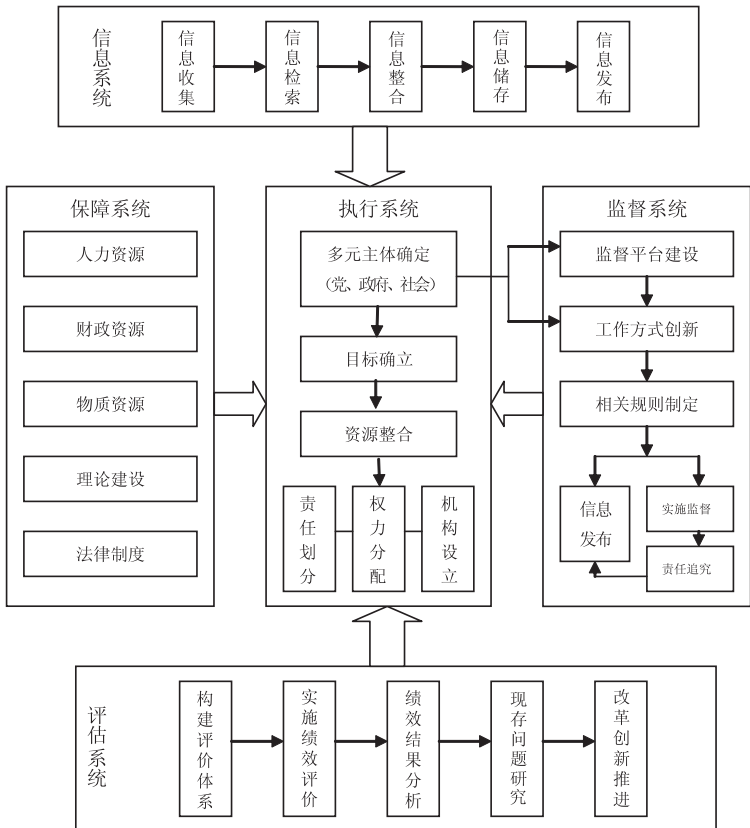 信息系统
信息收集
信息检索
信息整合
信息储存
信息发布
保障系统
人力资源
财政资源
物质资源
理论建设
法律制度
执行系统
多元主体确定
（党、政府、社会）
目标确立
资源整合
责任划分
权力分配
机构设立
监督系统
监督平台建设
工作方式创新
相关规则制定
信息
发布
实施监督
责任追究
评估系统
构建评价体系
实施绩效评价
绩效结果分析
现存问题研究
改革创新推进